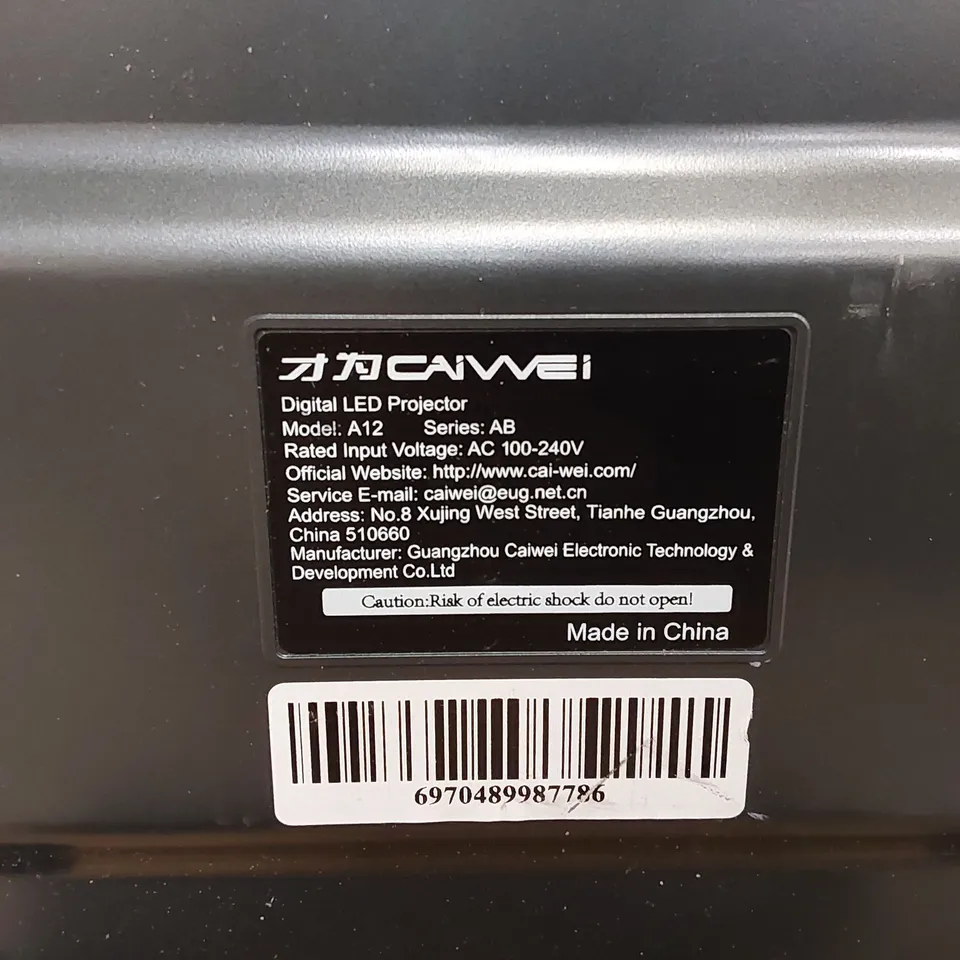 才为CAIWEI
Digital LED Projector
Model: A12 Series: AB
Rated Input Voltage: AC 100-240V
Official Website: http://www.cai-wei.com/
Service E-mail: caiwei@eug.net.cn
Address: No.8 Xujing West Street, Tianhe Guangzhou,
China 510660
Manufacturer: Guangzhou Caiwei Electronic Technology &
Development Co.Ltd
Caution:Risk of electric shock do not open!
Made in China
6970489987786